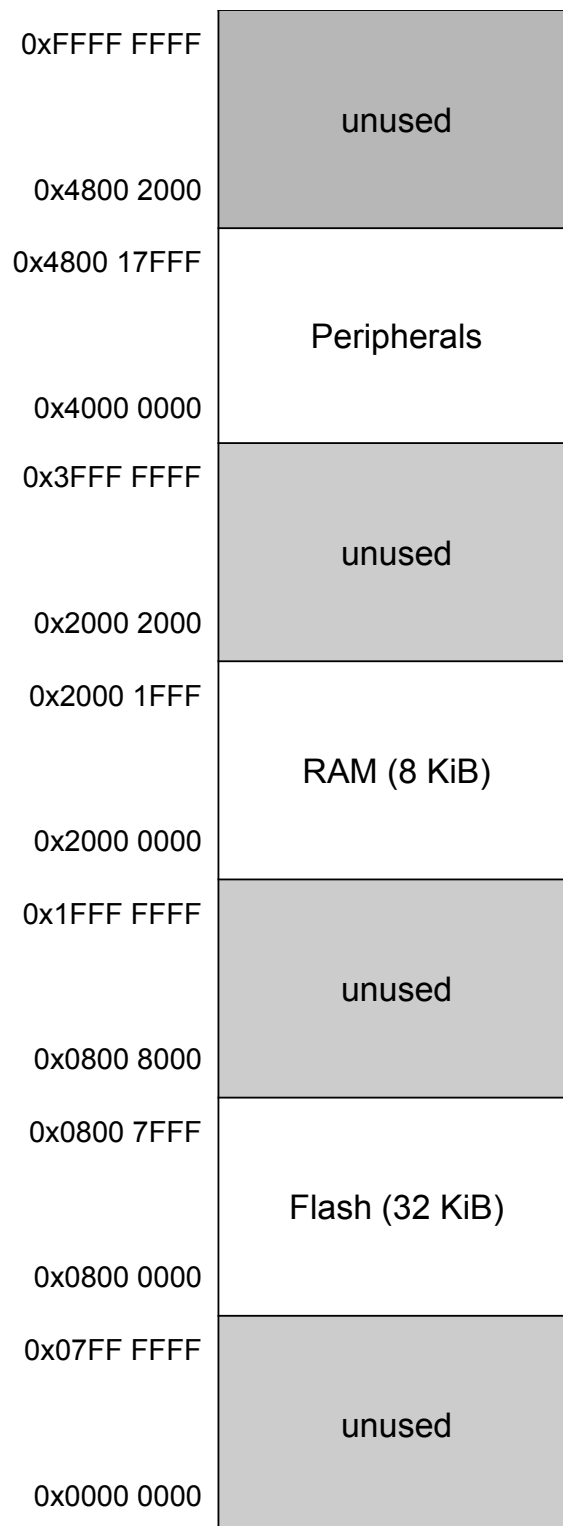 0xFFFF FFFF
unused
0x4800 2000
0x4800 17FFF
Peripherals
0x4000 0000
0x3FFF FFFF
unused
0x2000 2000
0x2000 1FFF
RAM (8 KiB)
0x2000 0000
0x1FFF FFFF
unused
0x0800 8000
0x0800 7FFF
Flash (32 KiB)
0x0800 0000
0x07FF FFFF
unused
0x0000 0000